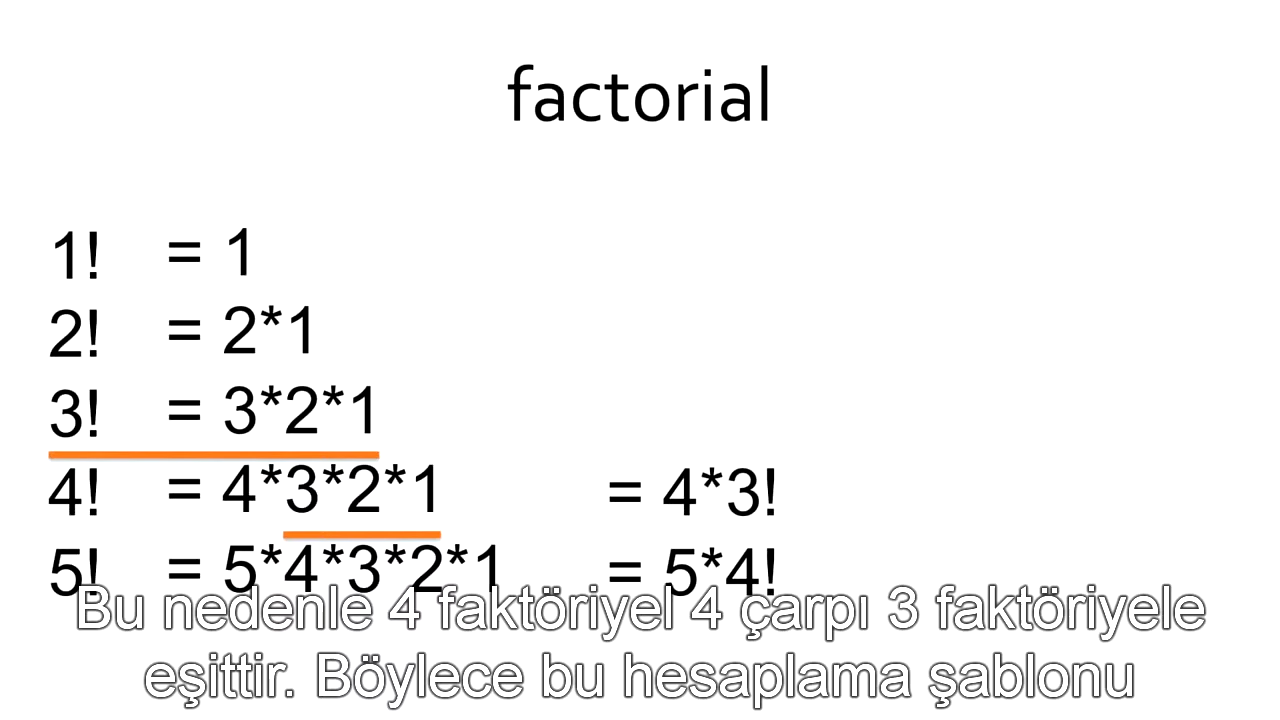 factorial
1! = 1
2! = 2*1
3! = 3*2*1
4! = 4*3*2*1 = 4*3!
5! = 5*4*3*2*1 = 5*4!
Bu nedenle 4 faktöriyel 4 çarpı 3 faktöriyele
eşittir. Böylece bu hesaplama şablonu